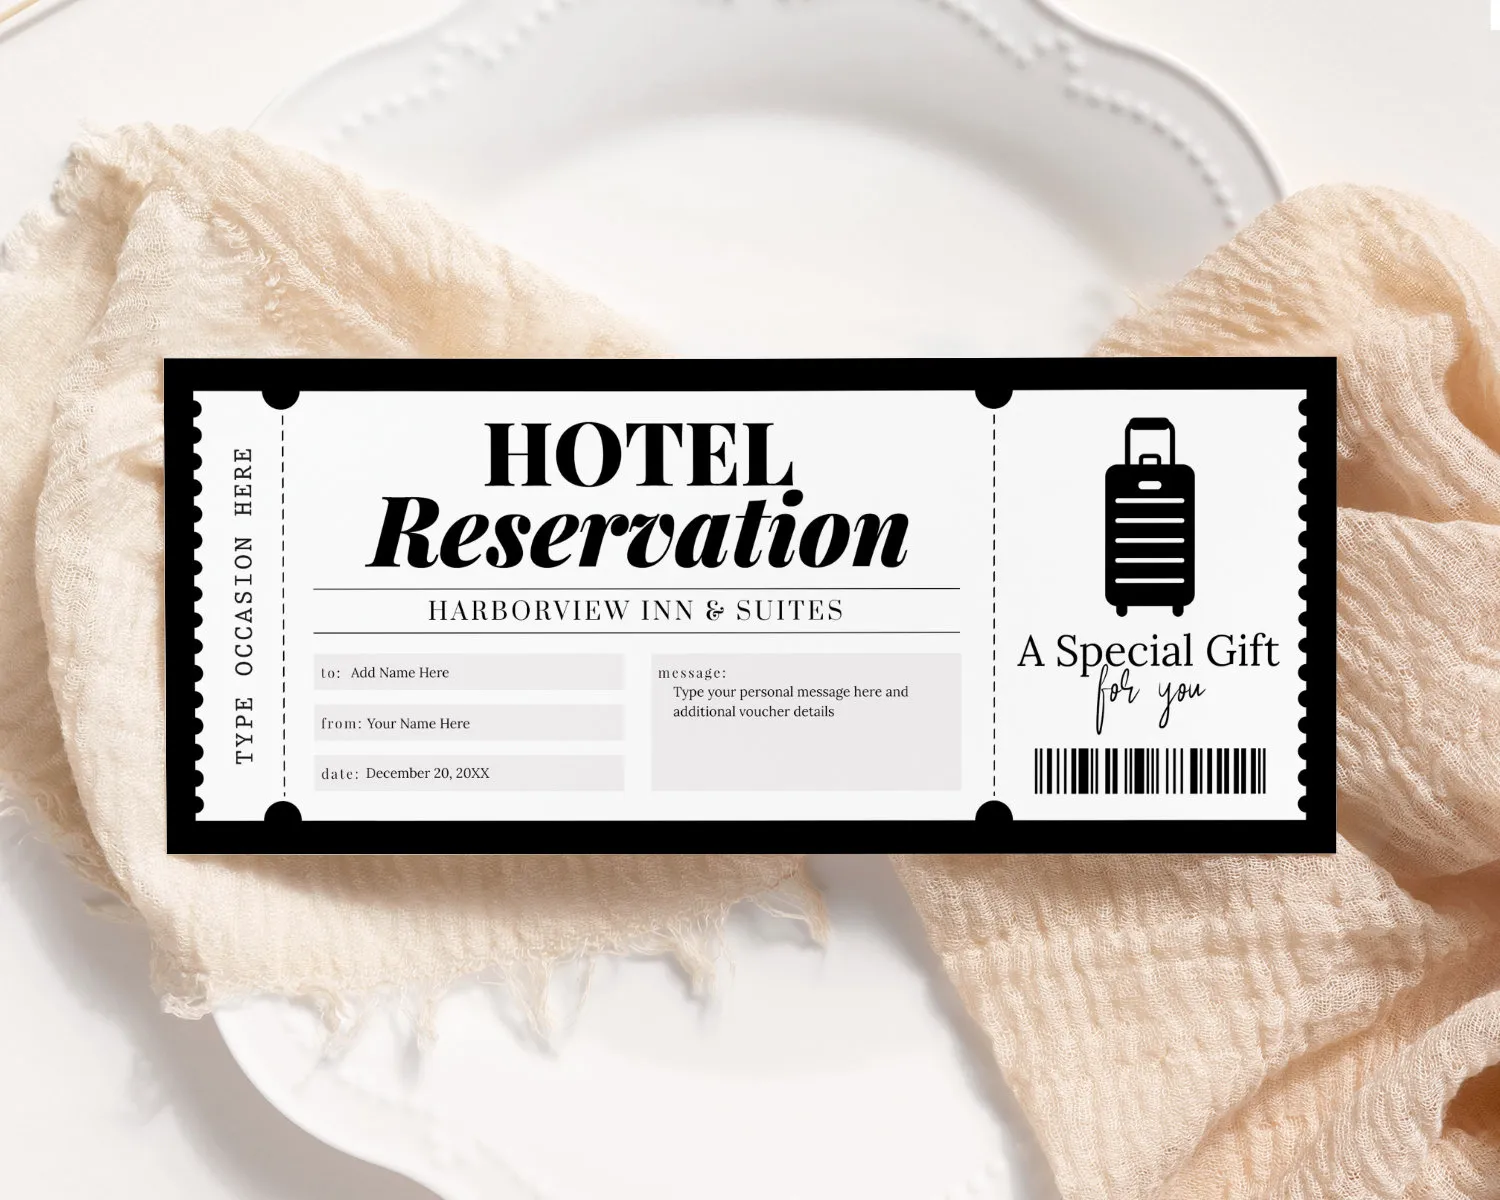 TYPE OCCASION HERE
HOTEL
Reservation
HARBORVIEW INN & SUITES
to: Add Name Here
from: Your Name Here
date: December 20, 20XX
message:
Type your personal message here and
additional voucher details
A Special Gift
for you